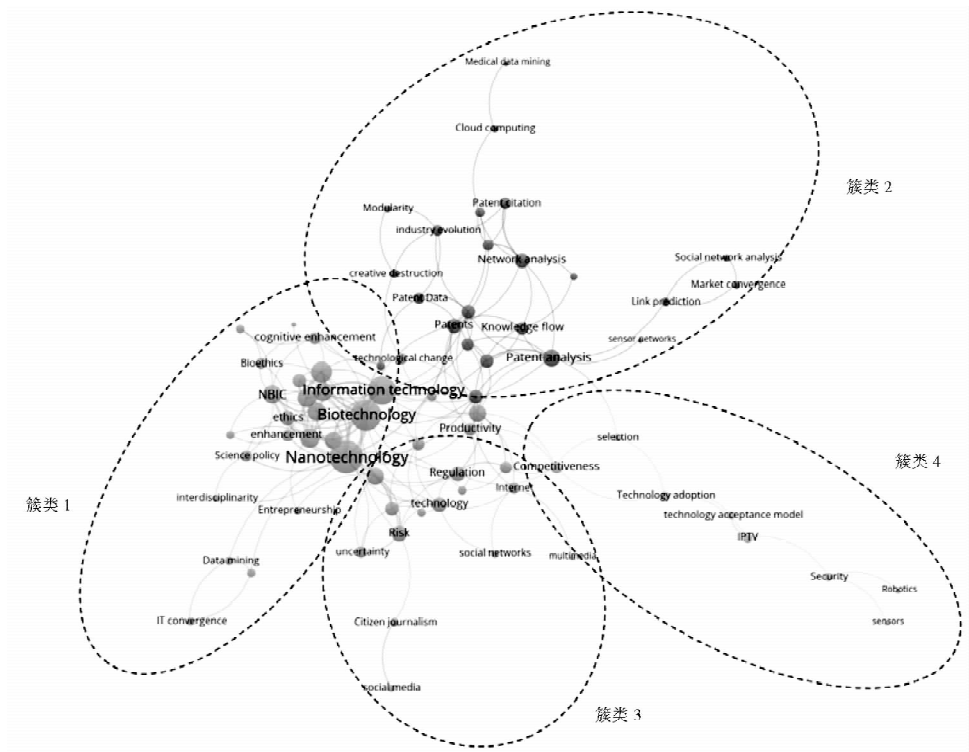 Medical data mining
Cloud computing
簇类 2
Patent citation
Modularity
industry evolution
Network analysis
Social network analysis
creative destruction
Market convergence
Patent Data
Link prediction
Patents
Knowledge flow
cognitive enhancement
sensor networks
technological change
Patent analysis
Bioethics
Information technology
NBIC
Biotechnology
ethics
Productivity
enhancement
selection
Science policy
Nanotechnology
簇类 4
Regulation
Competitiveness
Internet
interdisciplinarity
Technology adoption
簇类 1
Entrepreneurship
technology
technology acceptance model
Risk
IPTV
uncertainty
social networks
multimedia
Data mining
Security
Robotics
IT convergence
Citizen journalism
sensors
social media
簇类 3